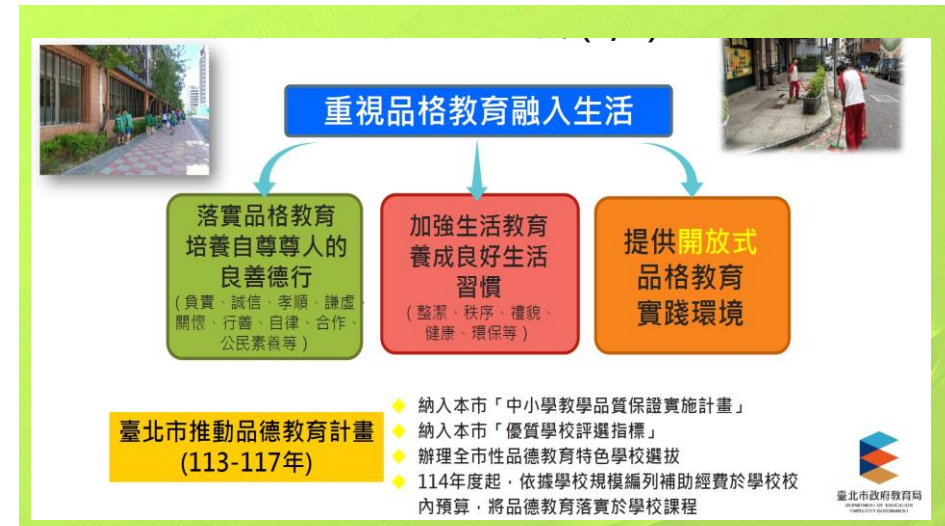 重視品格教育融入生活
落實品格教育
培養自尊尊人的
良善德行
(負責、誠信、孝順、謙虛、
關懷、行善、自律、合作、
公民素養等)
加強生活教育
養成良好生活
習慣
(整潔、秩序、禮貌、
健康、環保等)
提供開放式
品格教育
實踐環境
臺北市推動品德教育計畫
(113-117年)
納入本市「中小學教學品質保證實施計畫」
納入本市「優質學校評選指標」
辦理全市性品德教育特色學校選拔
114年度起,依據學校規模編列補助經費於學校校
內預算,將品德教育落實於學校課程
臺北市政府教育局
DEPARTMENT OF EDUCATION
TAIPEI CITY GOVERNMENT